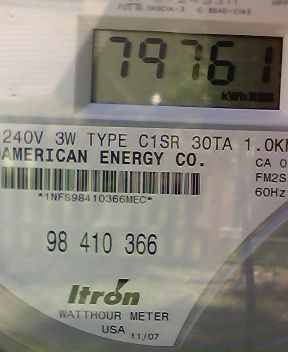 79761
kWh
240V 3W TYPE C1SR 30TA 1.0K
AMERICAN ENERGY CO.
CA 0
FM2S
60Hz
*1NFS98410366MEC*
98 410 366
Itron
WATTHOUR METER
USA 11/07